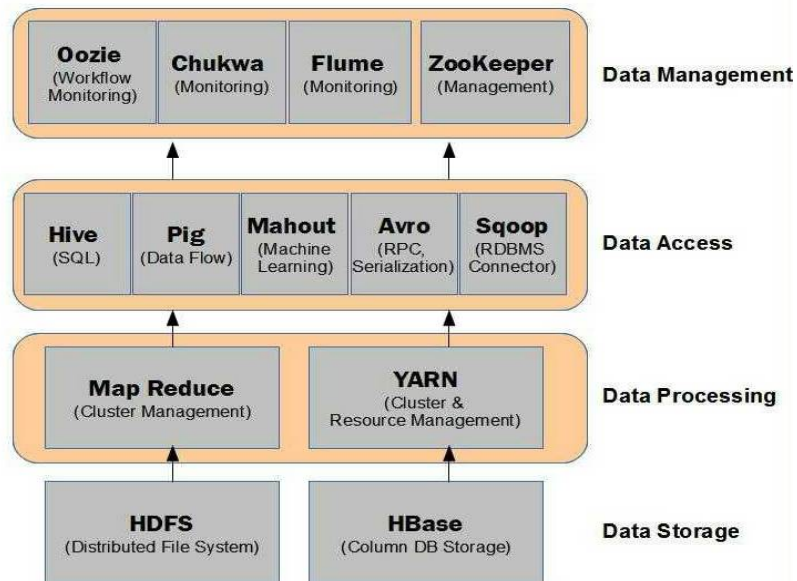 Oozie
(Workflow
Monitoring)
Chukwa
(Monitoring)
Flume
(Monitoring)
ZooKeeper
(Management)
Data Management
Hive
(SQL)
Pig
(Data Flow)
Mahout
(Machine
Learning)
Avro
(RPC,
Serialization)
Sqoop
(RDBMS
Connector)
Data Access
Map Reduce
(Cluster Management)
YARN
(Cluster &
Resource Management)
Data Processing
HDFS
(Distributed File System)
HBase
(Column DB Storage)
Data Storage